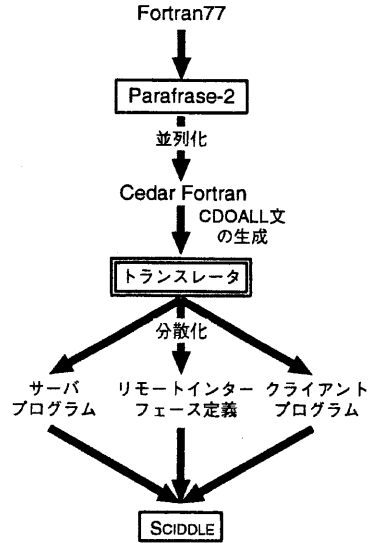 Fortran77
Parafrase-2
並列化
Cedar Fortran
CDOALL文
の生成
トランスレータ
分散化
サーバ
プログラム
リモートインター
フェース定義
クライアント
プログラム
SCIDDLE